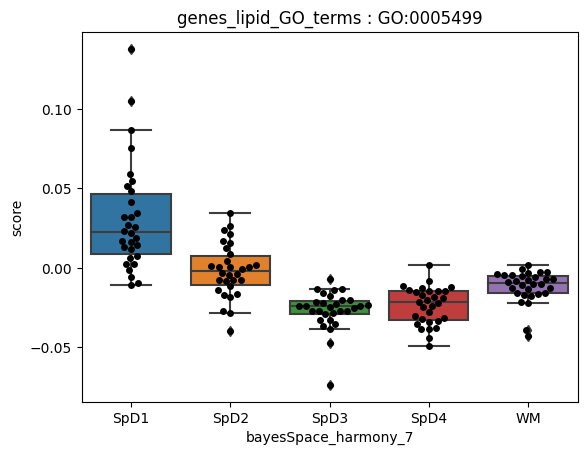 genes_lipid_GO_terms : GO:0005499
score
0.10
0.05
0.00
−0.05
SpD1 SpD2 SpD3 SpD4 WM
bayesSpace_harmony_7